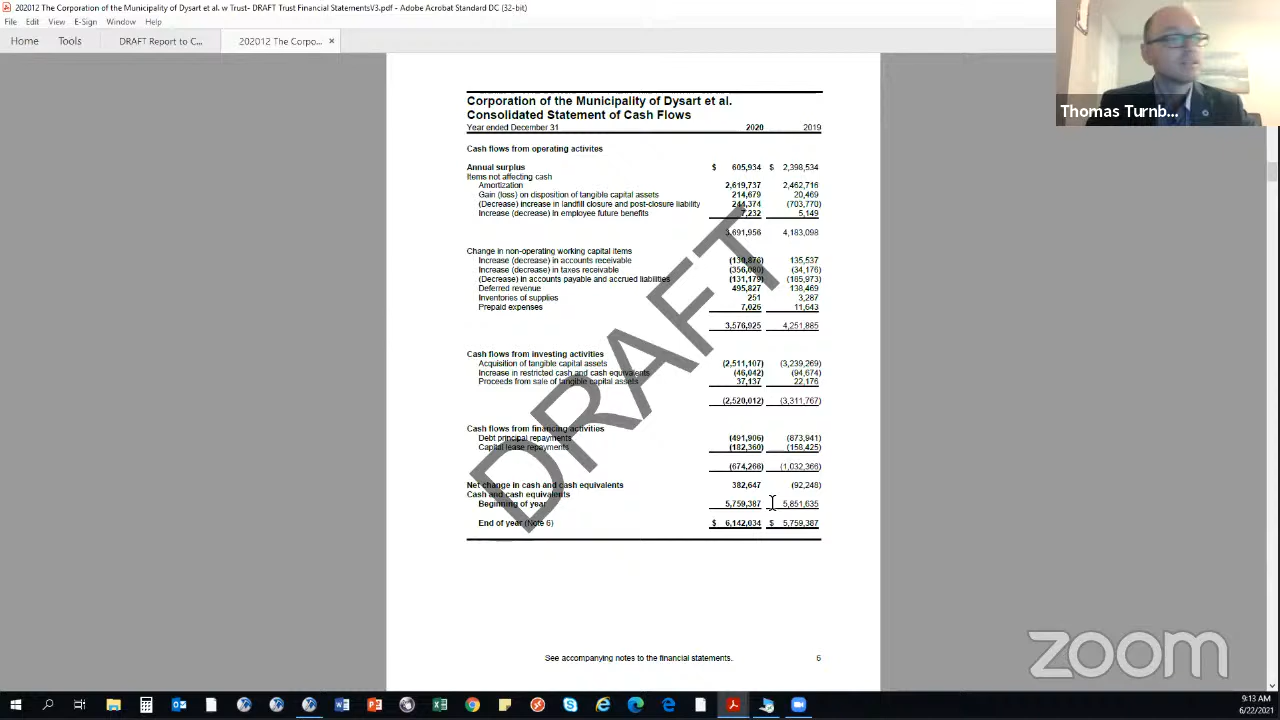 202012 The Corporation of the Municipality of Dysart et al. w Trust- DRAFT Trust Financial StatementsV3.pdf - Adobe Acrobat Standard DC (32-bit)
File Edit View E-Sign Window Help
Home Tools DRAFT Report to C... 202012 The Corpo... ×
Thomas Turnb...
Corporation of the Municipality of Dysart et al.
Consolidated Statement of Cash Flows
Year ended December 31 2020 2019
Cash flows from operating activites
Annual surplus $ 605,934 $ 2,398,534
Items not affecting cash
Amortization 2,619,737 2,462,716
Gain (loss) on disposition of tangible capital assets 214,679 20,469
(Decrease) increase in landfill closure and post-closure liability 244,374 (703,770)
Increase (decrease) in employee future benefits 7,232 5,149
3,691,956 4,183,098
Change in non-operating working capital items
Increase (decrease) in accounts receivable (130,876) 135,537
Increase (decrease) in taxes receivable (356,080) (34,176)
(Decrease) in accounts payable and accrued liabilities (131,179) (185,973)
Deferred revenue 495,827 138,469
Inventories of supplies 251 3,287
Prepaid expenses 7,026 11,643
3,576,925 4,251,885
Cash flows from investing activities
Acquisition of tangible capital assets (2,511,107) (3,239,269)
Increase in restricted cash and cash equivalents (46,042) (94,674)
Proceeds from sale of tangible capital assets 37,137 22,176
(2,520,012) (3,311,767)
Cash flows from financing activities
Debt principal repayments (491,906) (873,941)
Capital lease repayments (182,360) (158,425)
(674,266) (1,032,366)
Net change in cash and cash equivalents 382,647 (92,248)
Cash and cash equivalents
Beginning of year 5,759,387 5,851,635
End of year (Note 6) $ 6,142,034 $ 5,759,387
DRAFT
See accompanying notes to the financial statements. 6
zoom
9:13 AM
6/22/2021